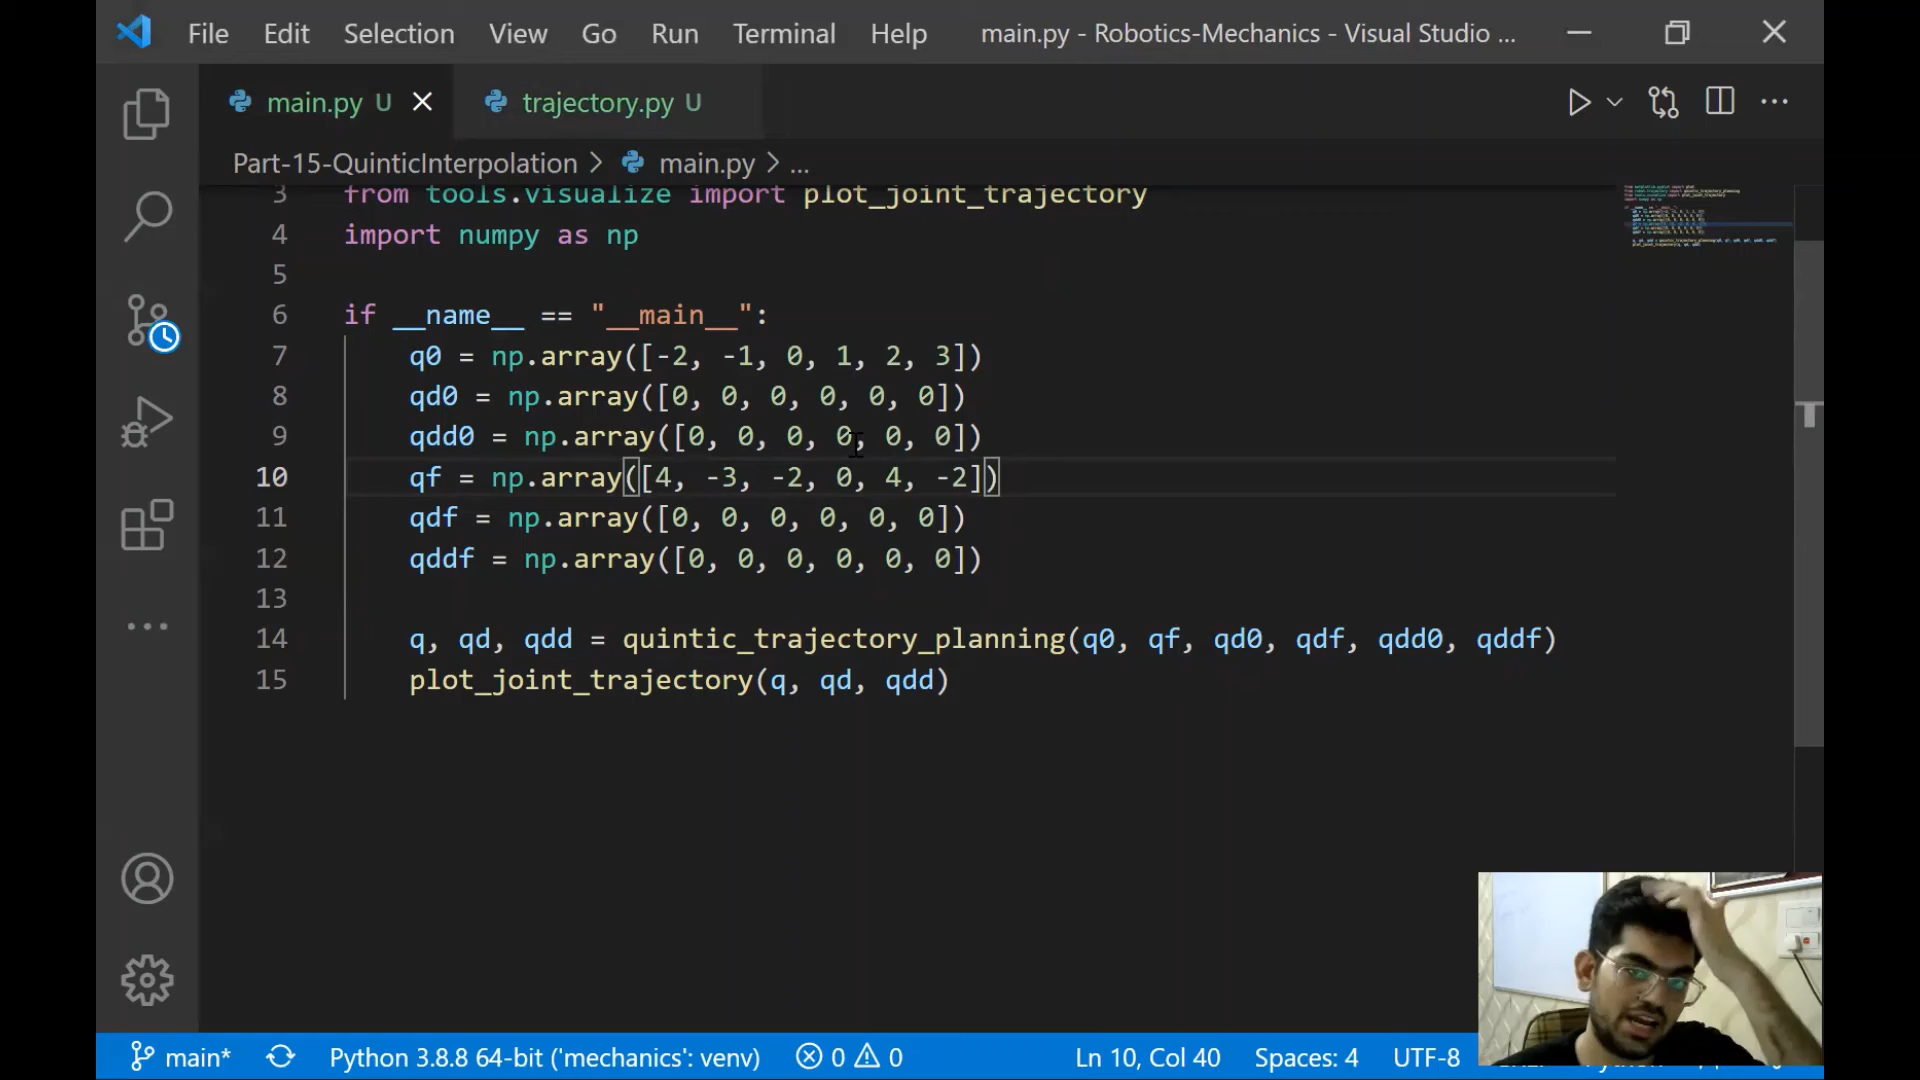 File Edit Selection View Go Run Terminal Help main.py - Robotics-Mechanics - Visual Studio ...
main.py U trajectory.py U
Part-15-QuinticInterpolation > main.py > ...
3 from tools.visualize import plot_joint_trajectory
4 import numpy as np
5
6 if __name__ == "__main__":
7 q0 = np.array([-2, -1, 0, 1, 2, 3])
8 qd0 = np.array([0, 0, 0, 0, 0, 0])
9 qdd0 = np.array([0, 0, 0, 0, 0, 0])
10 qf = np.array([4, -3, -2, 0, 4, -2])
11 qdf = np.array([0, 0, 0, 0, 0, 0])
12 qddf = np.array([0, 0, 0, 0, 0, 0])
13
14 q, qd, qdd = quintic_trajectory_planning(q0, qf, qd0, qdf, qdd0, qddf)
15 plot_joint_trajectory(q, qd, qdd)
main* Python 3.8.8 64-bit ('mechanics': venv) 0 0 Ln 10, Col 40 Spaces: 4 UTF-8